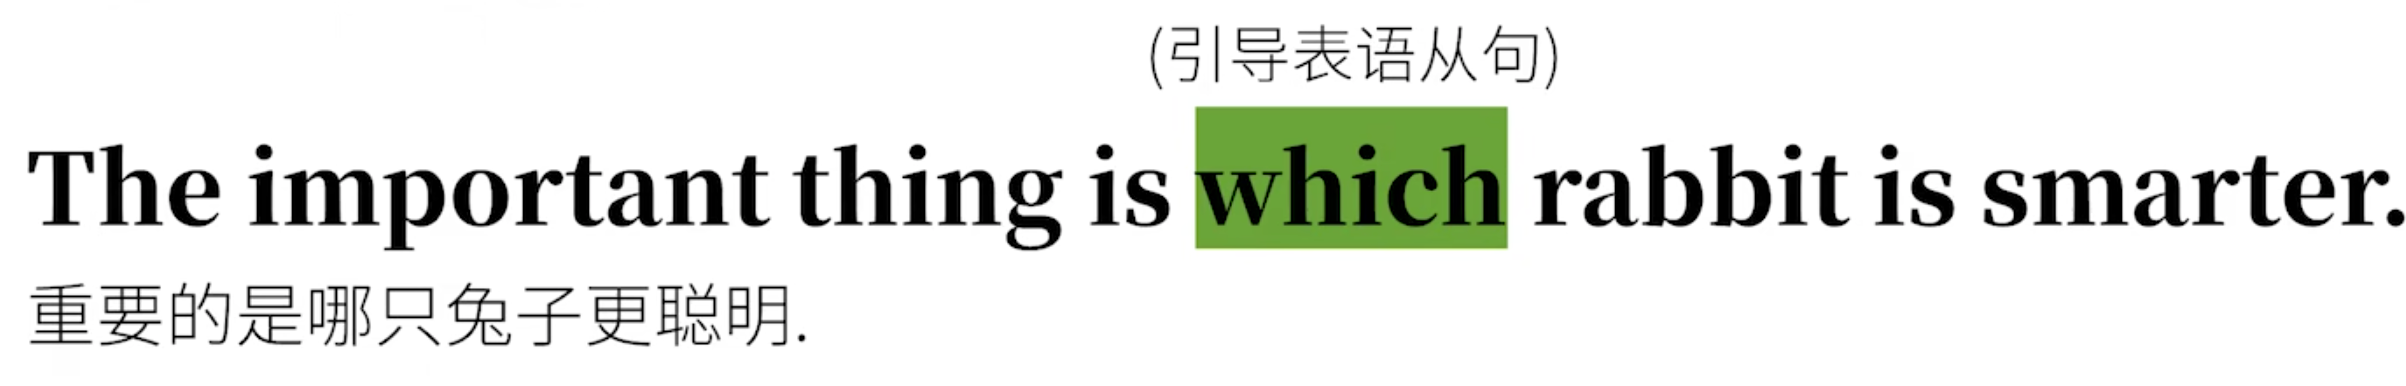 (引导表语从句)
The important thing is which rabbit is smarter.
重要的是哪只兔子更聪明.